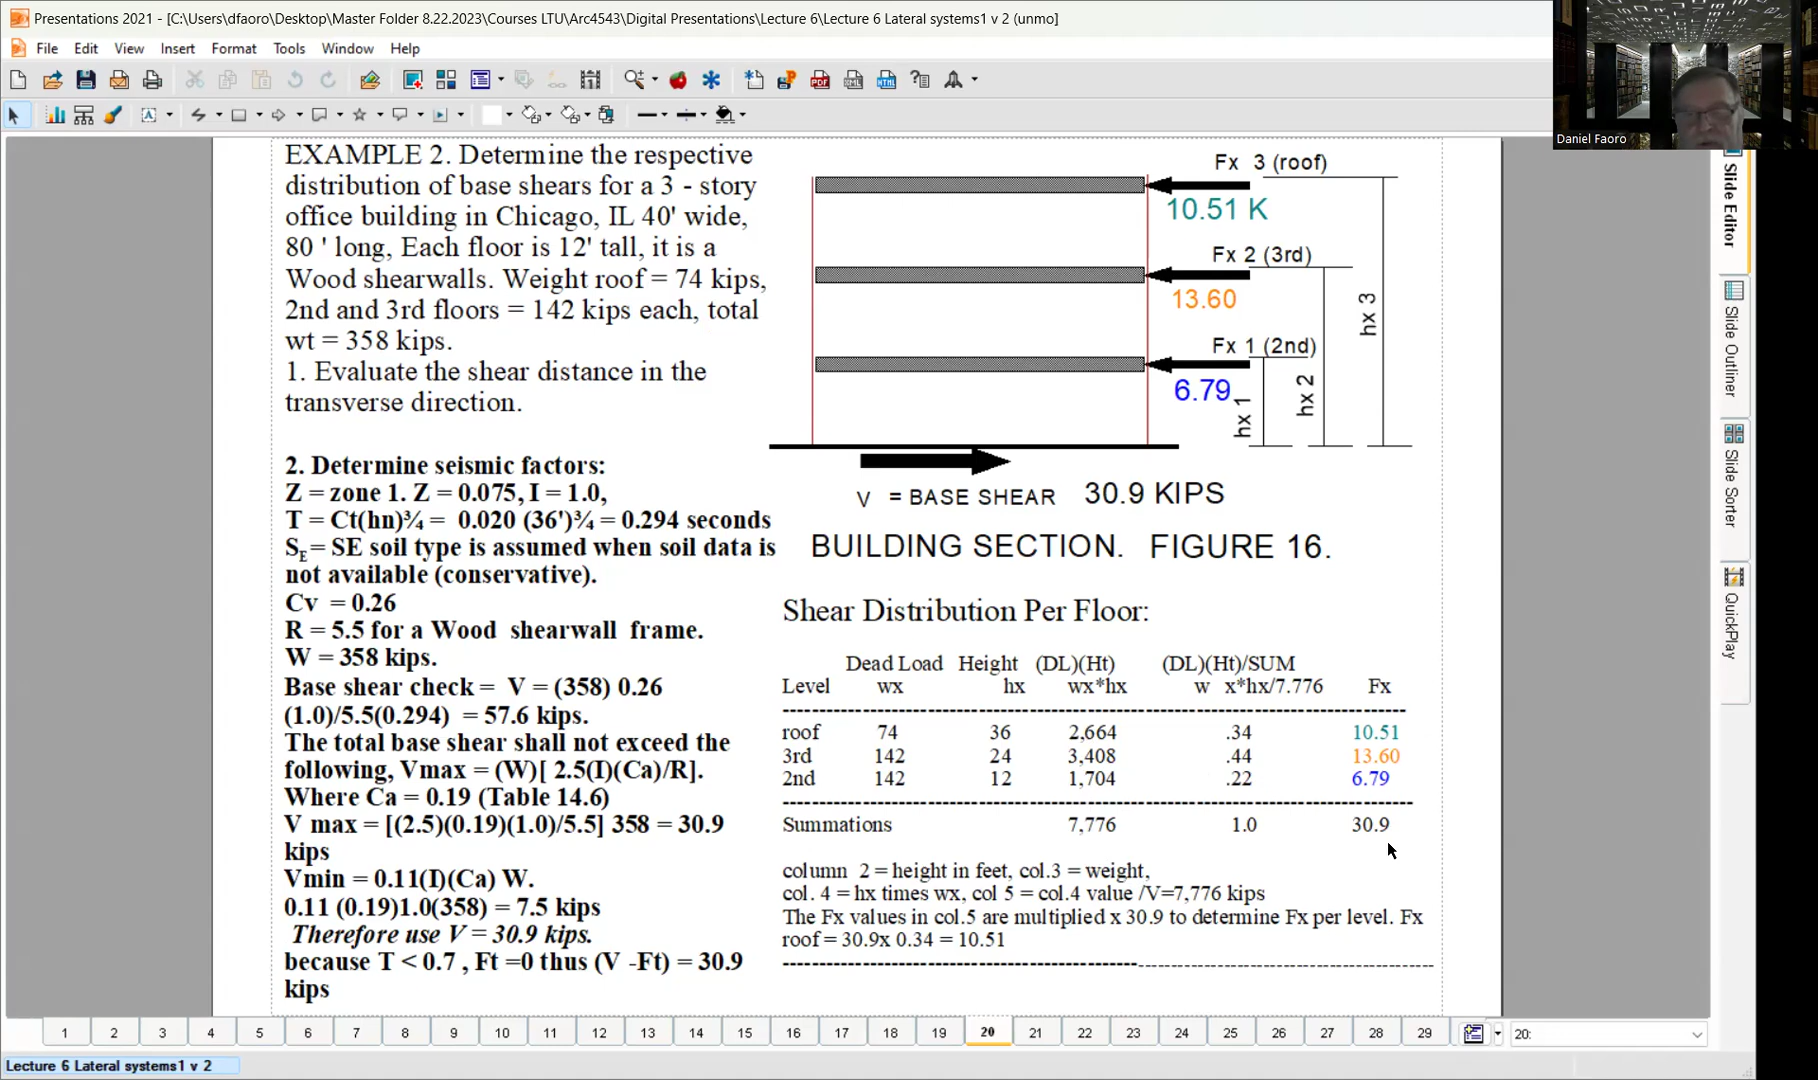 Presentations 2021 - [C:\Users\dfaoro\Desktop\Master Folder 8.22.2023\Courses LTU\Arc4543\Digital Presentations\Lecture 6\Lecture 6 Lateral systems1 v 2 (unmo)]
File Edit View Insert Format Tools Window Help
Daniel Faoro
EXAMPLE 2. Determine the respective
distribution of base shears for a 3 - story
office building in Chicago, IL 40' wide,
80 ' long, Each floor is 12' tall, it is a
Wood shearwalls. Weight roof = 74 kips,
2nd and 3rd floors = 142 kips each, total
wt = 358 kips.
1. Evaluate the shear distance in the
transverse direction.
2. Determine seismic factors:
Z = zone 1. Z = 0.075, I = 1.0,
T = Ct(hn)¾ = 0.020 (36')¾ = 0.294 seconds
SE = SE soil type is assumed when soil data is
not available (conservative).
Cv = 0.26
R = 5.5 for a Wood shearwall frame.
W = 358 kips.
Base shear check = V = (358) 0.26
(1.0)/5.5(0.294) = 57.6 kips.
The total base shear shall not exceed the
following, Vmax = (W)[ 2.5(I)(Ca)/R].
Where Ca = 0.19 (Table 14.6)
V max = [(2.5)(0.19)(1.0)/5.5] 358 = 30.9
kips
Vmin = 0.11(I)(Ca) W.
0.11 (0.19)1.0(358) = 7.5 kips
Therefore use V = 30.9 kips.
because T < 0.7 , Ft =0 thus (V -Ft) = 30.9
kips
Fx 3 (roof)
10.51 K
Fx 2 (3rd)
13.60
Fx 1 (2nd)
6.79
hx 1
hx 2
hx 3
V = BASE SHEAR 30.9 KIPS
BUILDING SECTION. FIGURE 16.
Shear Distribution Per Floor:
Dead Load Height (DL)(Ht) (DL)(Ht)/SUM
Level wx hx wx*hx w x*hx/7.776 Fx
roof 74 36 2,664 .34 10.51
3rd 142 24 3,408 .44 13.60
2nd 142 12 1,704 .22 6.79
Summations 7,776 1.0 30.9
column 2 = height in feet, col.3 = weight,
col. 4 = hx times wx, col 5 = col.4 value /V=7,776 kips
The Fx values in col.5 are multiplied x 30.9 to determine Fx per level. Fx
roof = 30.9x 0.34 = 10.51
Slide Editor
Slide Outliner
Slide Sorter
QuickPlay
1 2 3 4 5 6 7 8 9 10 11 12 13 14 15 16 17 18 19 20 21 22 23 24 25 26 27 28 29 20:
Lecture 6 Lateral systems1 v 2